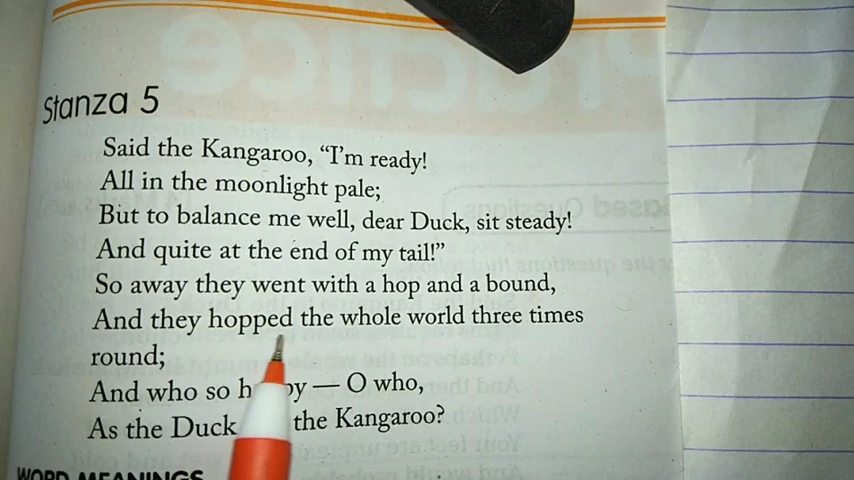 Stanza 5
Said the Kangaroo, “I'm ready!
All in the moonlight pale;
But to balance me well, dear Duck, sit steady!
And quite at the end of my tail!”
So away they went with a hop and a bound,
And they hopped the whole world three times
round;
And who so — O who,
As the Duck the Kangaroo?
WORD MEANINGS